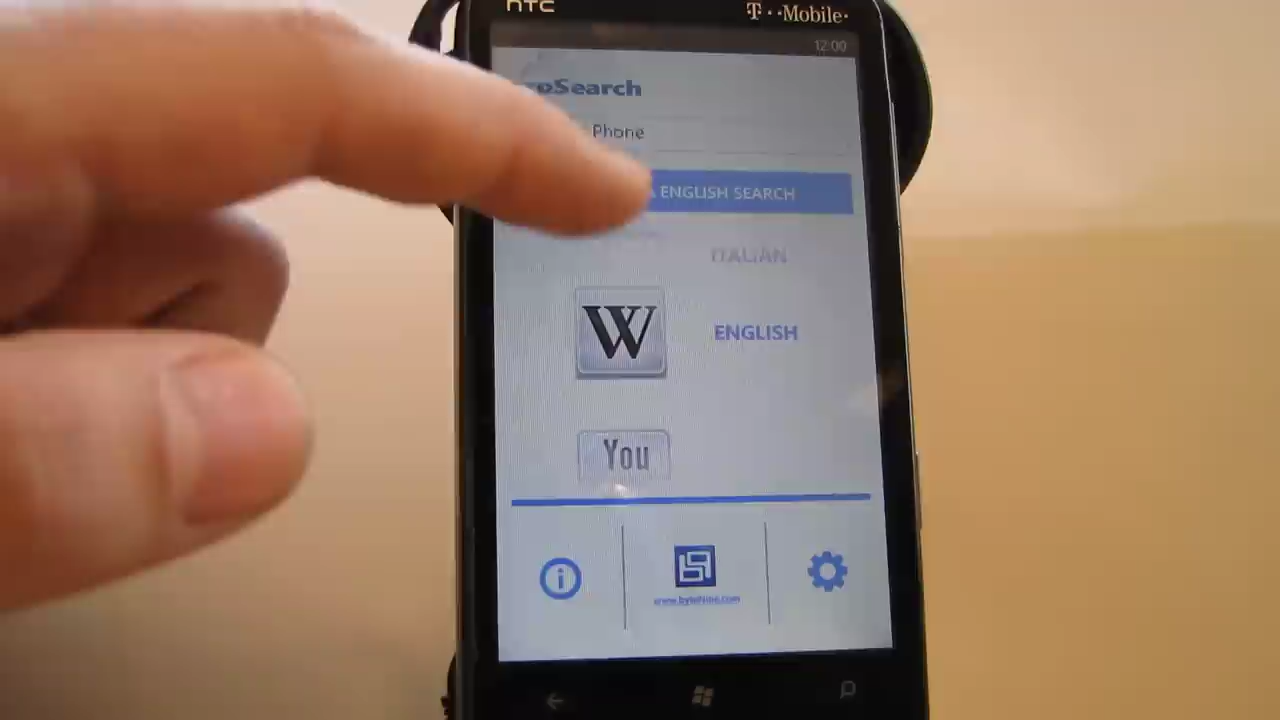 hTC
T··Mobile·
12:00
Search
Phone
ENGLISH SEARCH
ITALIAN
W
ENGLISH
You
i